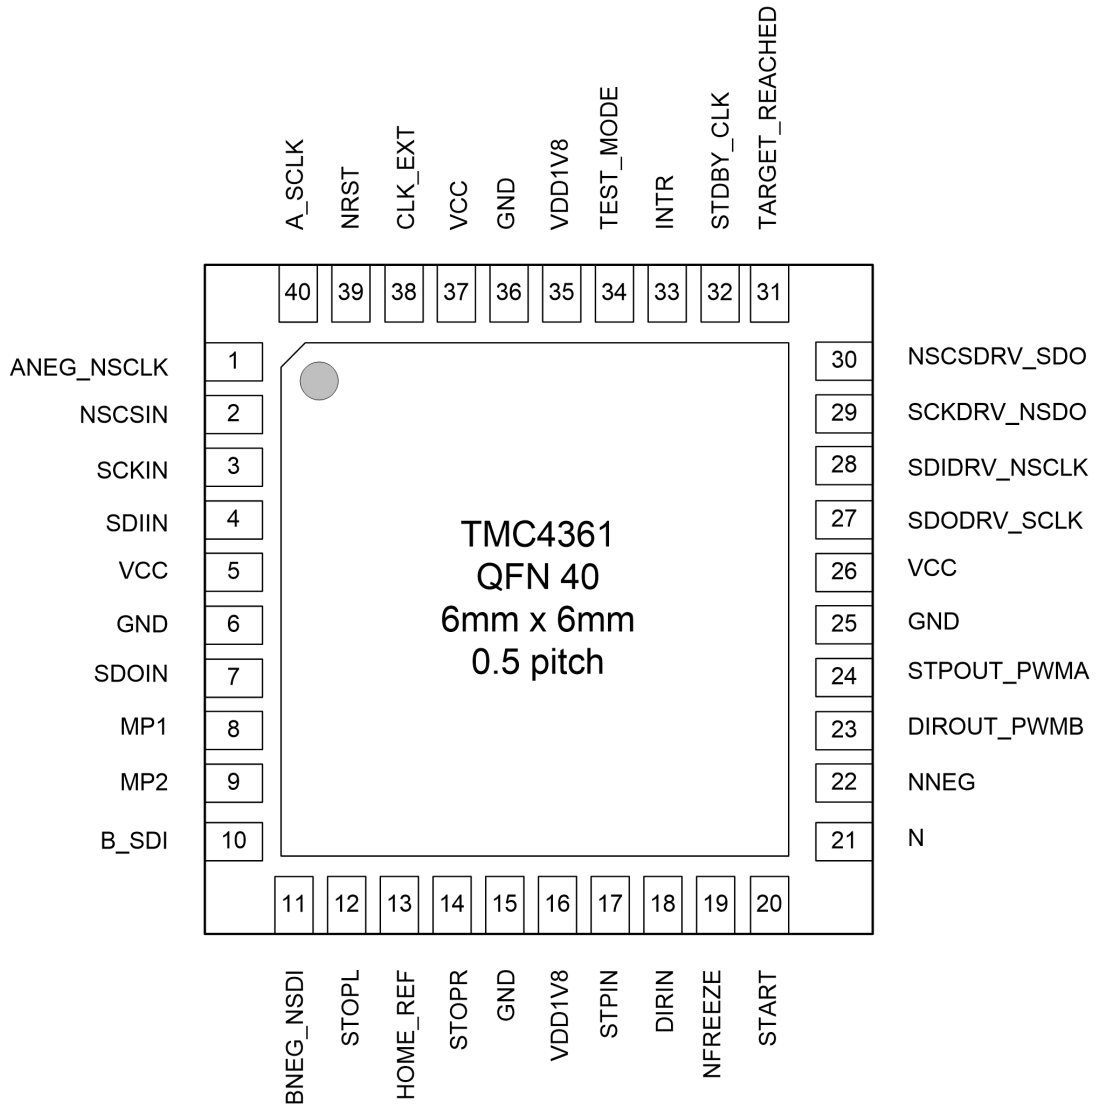 A_SCLK
NRST
CLK_EXT
VCC
GND
VDD1V8
TEST_MODE
INTR
STDBY_CLK
TARGET_REACHED
40 39 38 37 36 35 34 33 32 31
ANEG_NSCLK 1
NSCSIN 2
SCKIN 3
SDIIN 4
VCC 5
GND 6
SDOIN 7
MP1 8
MP2 9
B_SDI 10
TMC4361
QFN 40
6mm x 6mm
0.5 pitch
30 NSCSDRV_SDO
29 SCKDRV_NSDO
28 SDIDRV_NSCLK
27 SDODRV_SCLK
26 VCC
25 GND
24 STPOUT_PWMA
23 DIROUT_PWMB
22 NNEG
21 N
11 12 13 14 15 16 17 18 19 20
BNEG_NSDI
STOPL
HOME_REF
STOPR
GND
VDD1V8
STPIN
DIRIN
NFREEZE
START